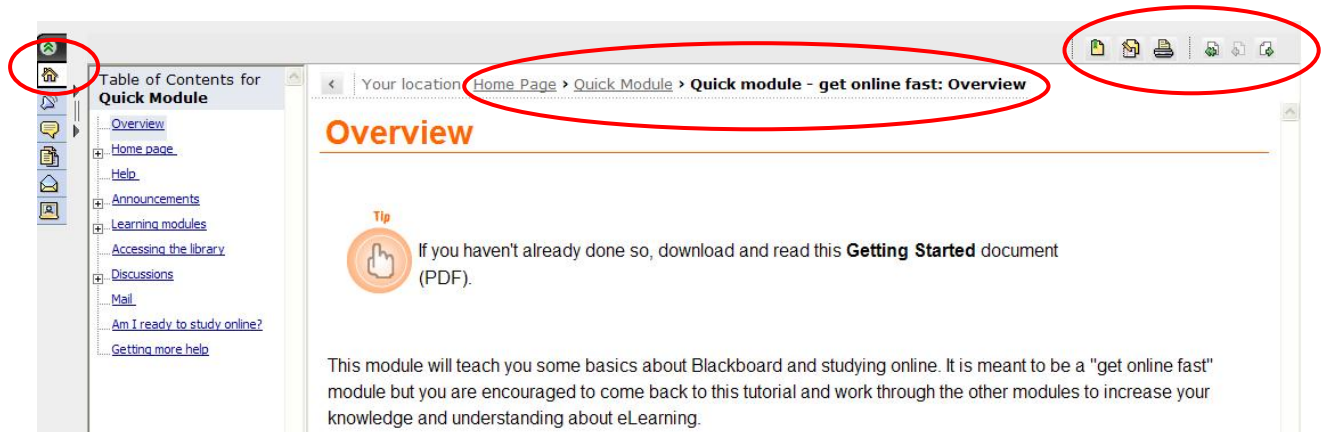 Table of Contents for
Quick Module
Overview
Home page
Help
Announcements
Learning modules
Accessing the library
Discussions
Mail
Am I ready to study online?
Getting more help
Your location: Home Page › Quick Module › Quick module - get online fast: Overview
Overview
Tip
If you haven't already done so, download and read this Getting Started document
(PDF).
This module will teach you some basics about Blackboard and studying online. It is meant to be a "get online fast"
module but you are encouraged to come back to this tutorial and work through the other modules to increase your
knowledge and understanding about eLearning.